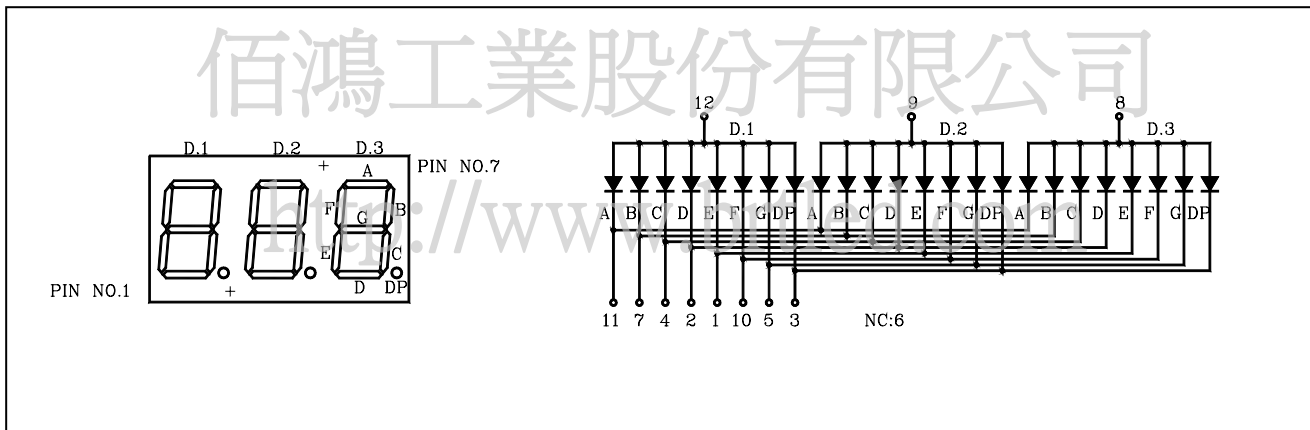 佰鴻工業股份有限公司
http://www.brtled.com
D.1 D.2 D.3
+ A PIN NO.7
F B
G
E C
D DP
PIN NO.1 +
12 9 8
D.1 D.2 D.3
A B C D E F G DP A B C D E F G DP A B C D E F G DP
11 7 4 2 1 10 5 3 NC:6